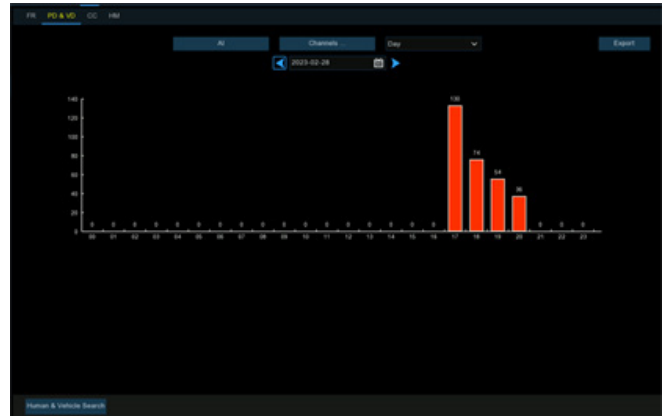 FR PD & VD CC HM
AI Channels ... Day Export
2023-02-28
140
130
120
100
80
74
60
54
40
36
20
0 0 0 0 0 0 0 0 0 0 0 0 0 0 0 0 0 0 0 0
0
00 01 02 03 04 05 06 07 08 09 10 11 12 13 14 15 16 17 18 19 20 21 22 23
Human & Vehicle Search